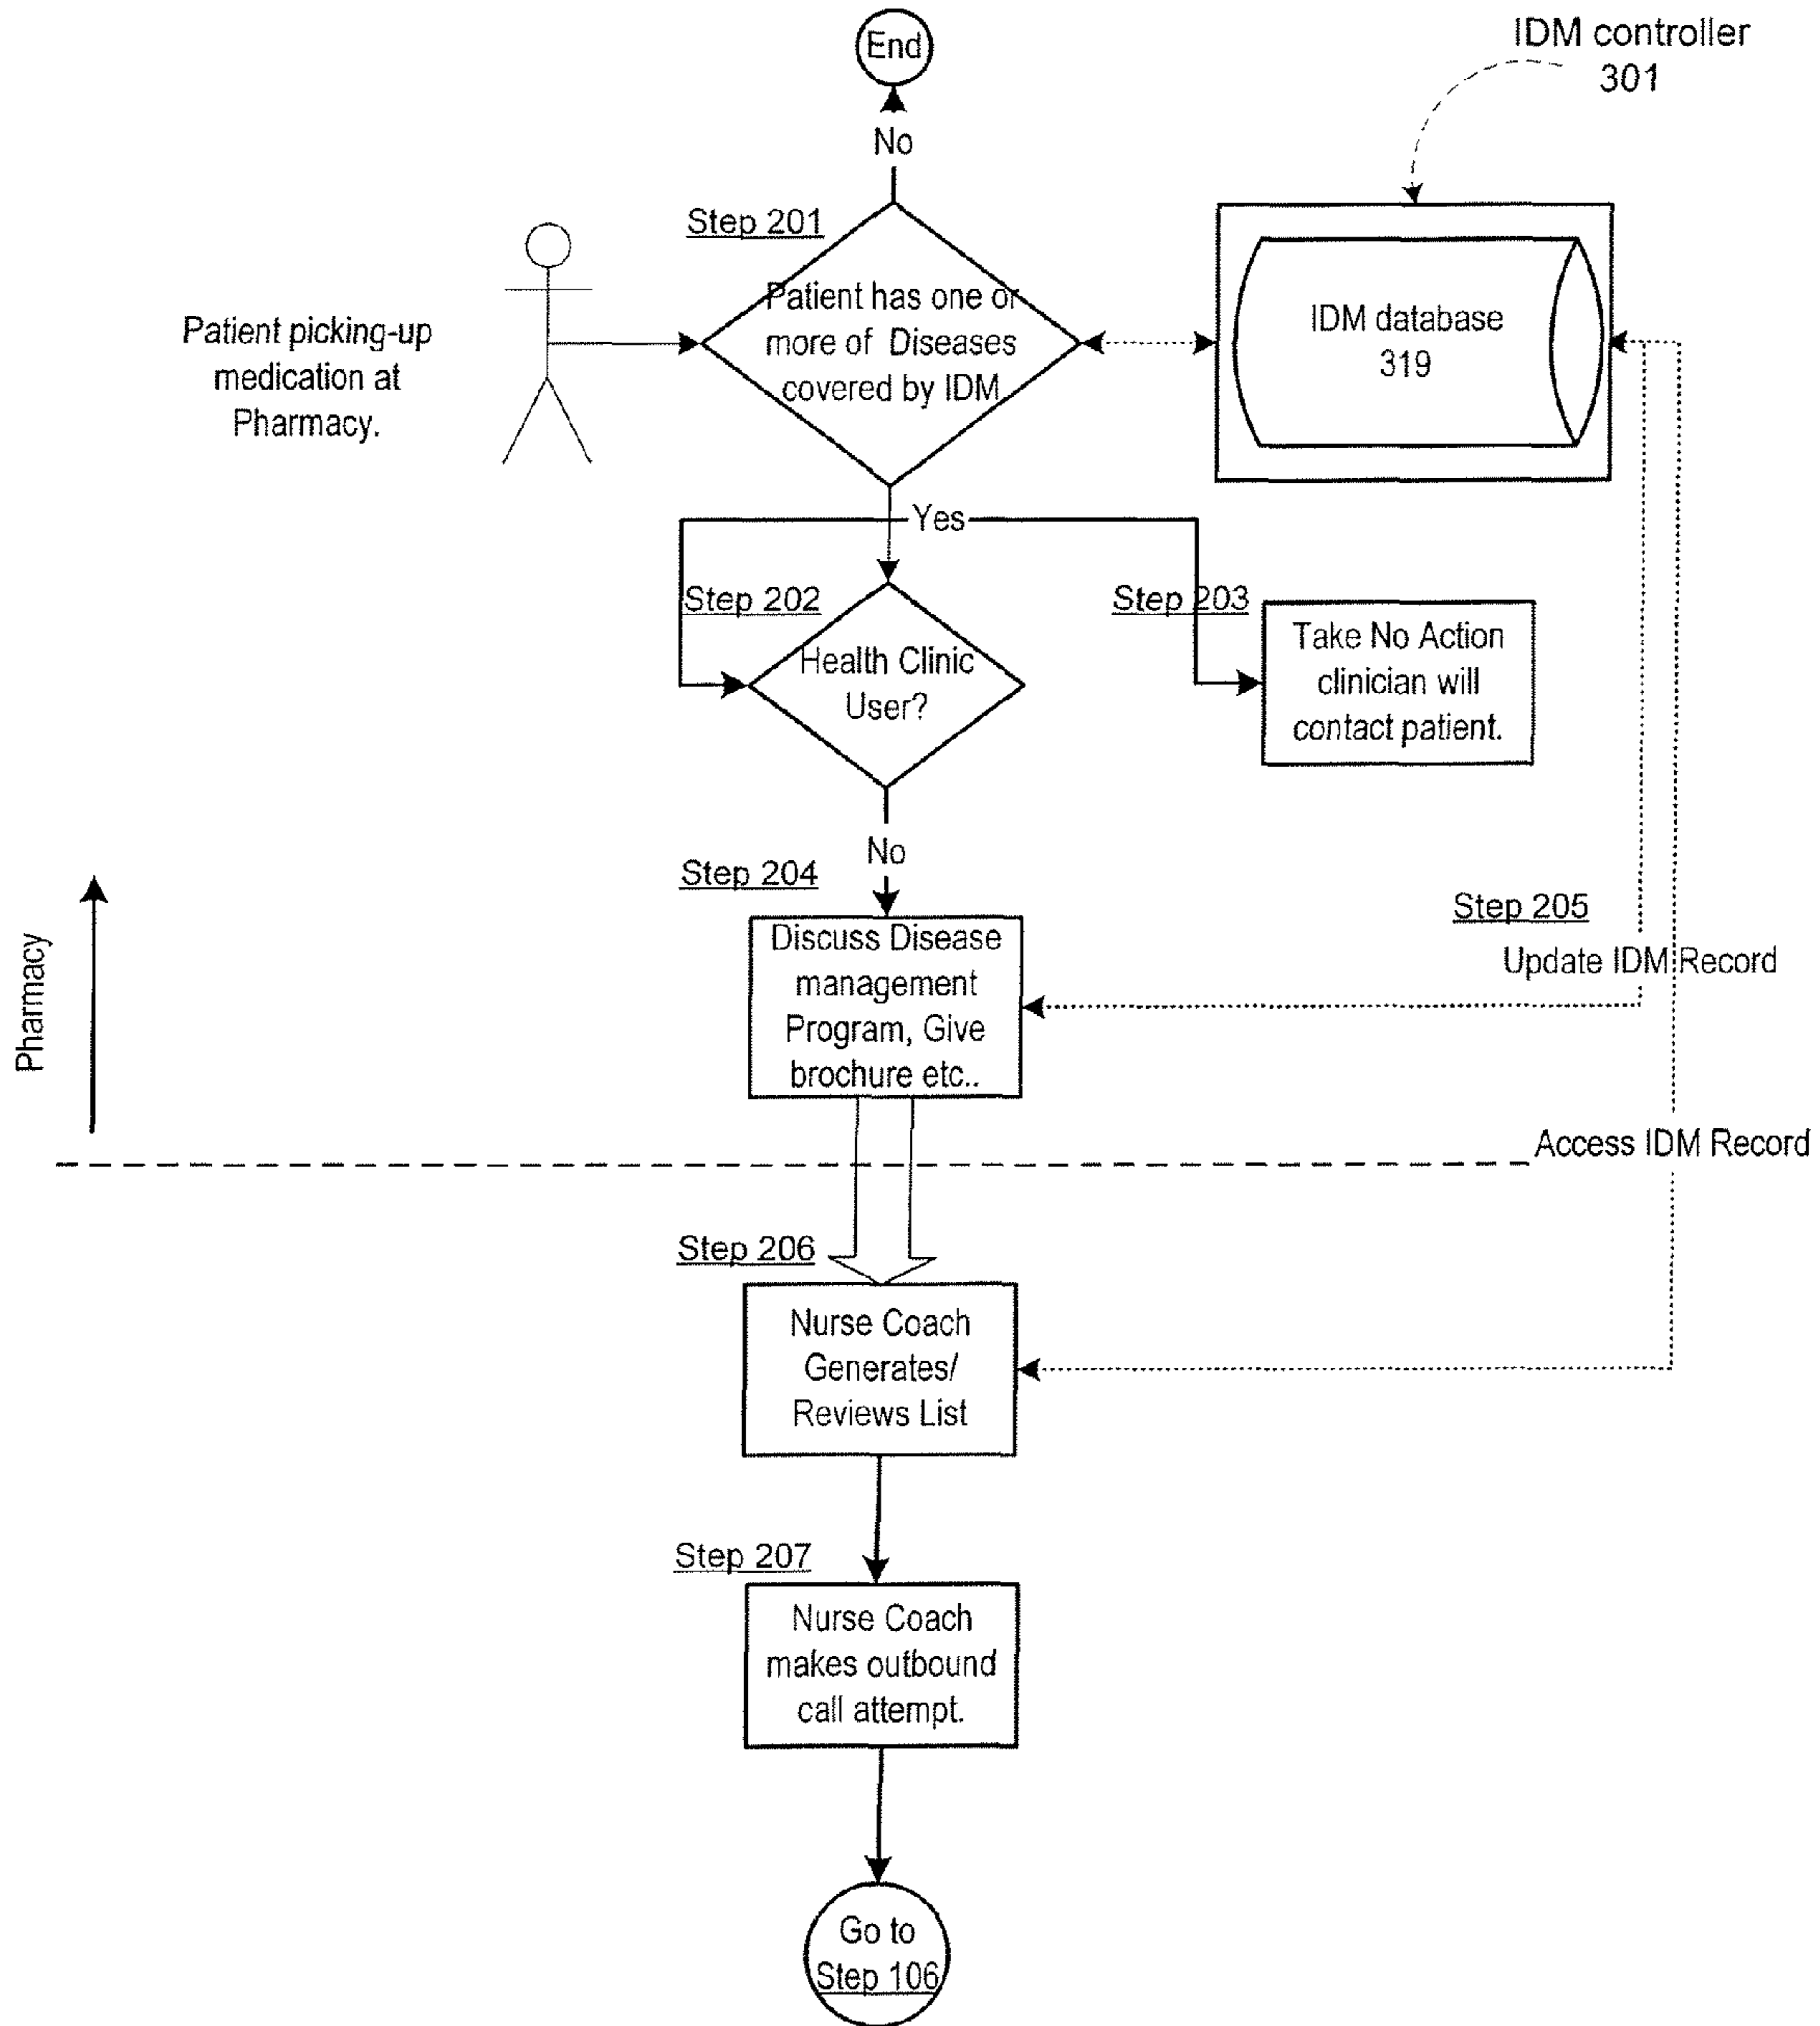 End
IDM controller
301
No
Step 201
Patient has one or
more of Diseases
covered by IDM
IDM database
319
Patient picking-up
medication at
Pharmacy.
Yes
Step 202
Step 203
Health Clinic
User?
Take No Action
clinician will
contact patient.
No
Step 204
Discuss Disease
management
Program, Give
brochure etc..
Step 205
Update IDM Record
Pharmacy
Access IDM Record
Step 206
Nurse Coach
Generates/
Reviews List
Step 207
Nurse Coach
makes outbound
call attempt.
Go to
Step 106